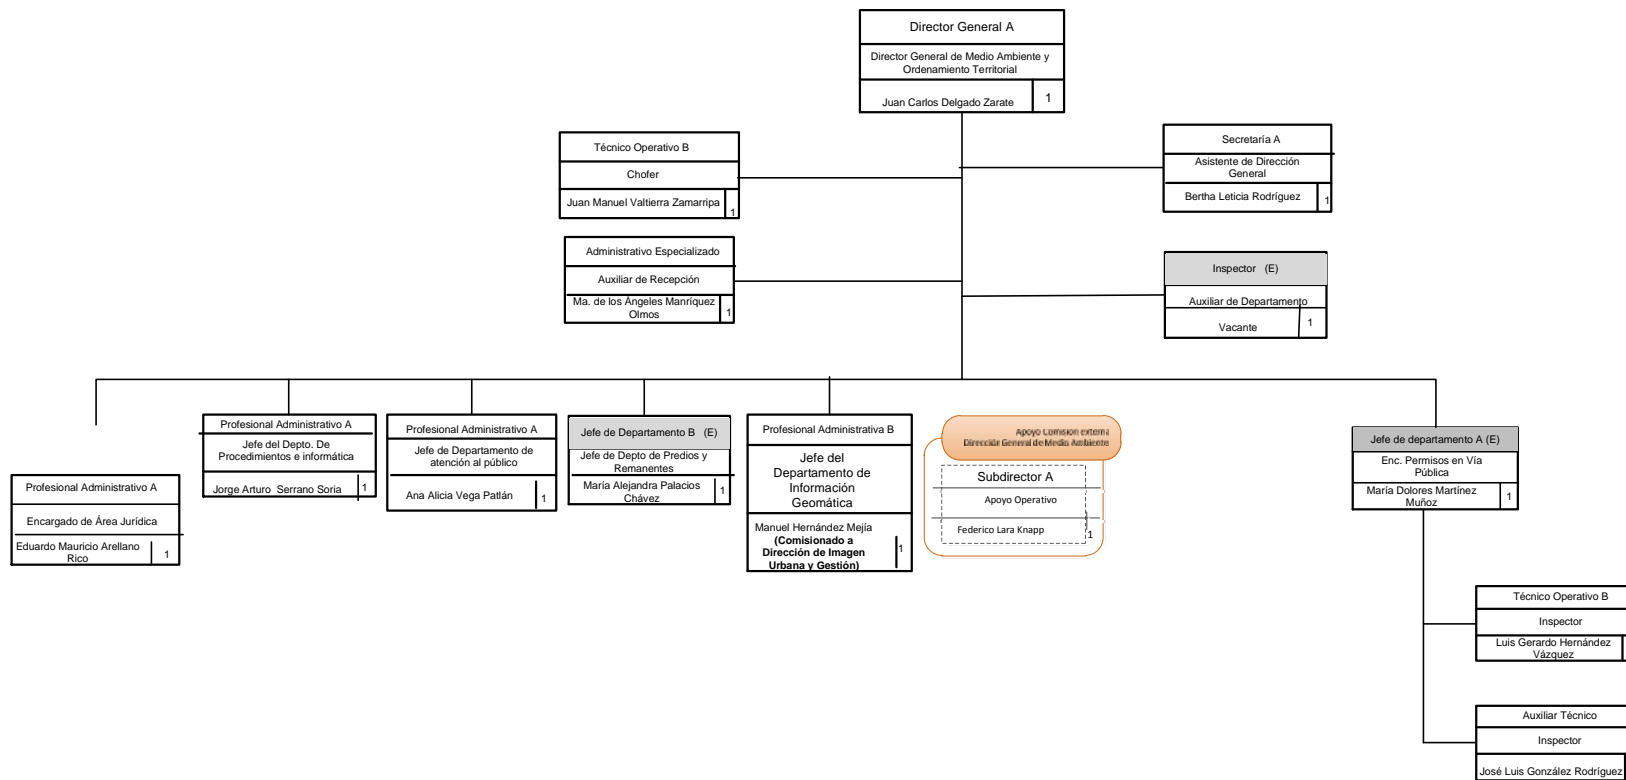 Director General A
Director General de Medio Ambiente y
Ordenamiento Territorial
Juan Carlos Delgado Zarate
1
Técnico Operativo B
Chofer
Juan Manuel Valtierra Zamarripa
1
Secretaría A
Asistente de Dirección
General
Bertha Leticia Rodríguez
1
Administrativo Especializado
Auxiliar de Recepción
Ma. de los Ángeles Manríquez
Olmos
1
Inspector (E)
Auxiliar de Departamento
Vacante
1
Profesional Administrativo A
Encargado de Área Jurídica
Eduardo Mauricio Arellano
Rico
1
Profesional Administrativo A
Jefe del Depto. De
Procedimientos e informática
Jorge Arturo Serrano Soria
1
Profesional Administrativo A
Jefe de Departamento de
atención al público
Ana Alicia Vega Patlán
1
Jefe de Departamento B (E)
Jefe de Depto de Predios y
Remanentes
María Alejandra Palacios
Chávez
1
Profesional Administrativa B
Jefe del
Departamento de
Información
Geomática
Manuel Hernández Mejía
(Comisionado a
Dirección de Imagen
Urbana y Gestión)
1
Apoyo Comisión externa
Dirección General de Medio Ambiente
Subdirector A
Apoyo Operativo
Federico Lara Knapp
1
Jefe de departamento A (E)
Enc. Permisos en Vía
Pública
María Dolores Martínez
Muñoz
1
Técnico Operativo B
Inspector
Luis Gerardo Hernández
Vázquez
Auxiliar Técnico
Inspector
José Luis González Rodríguez